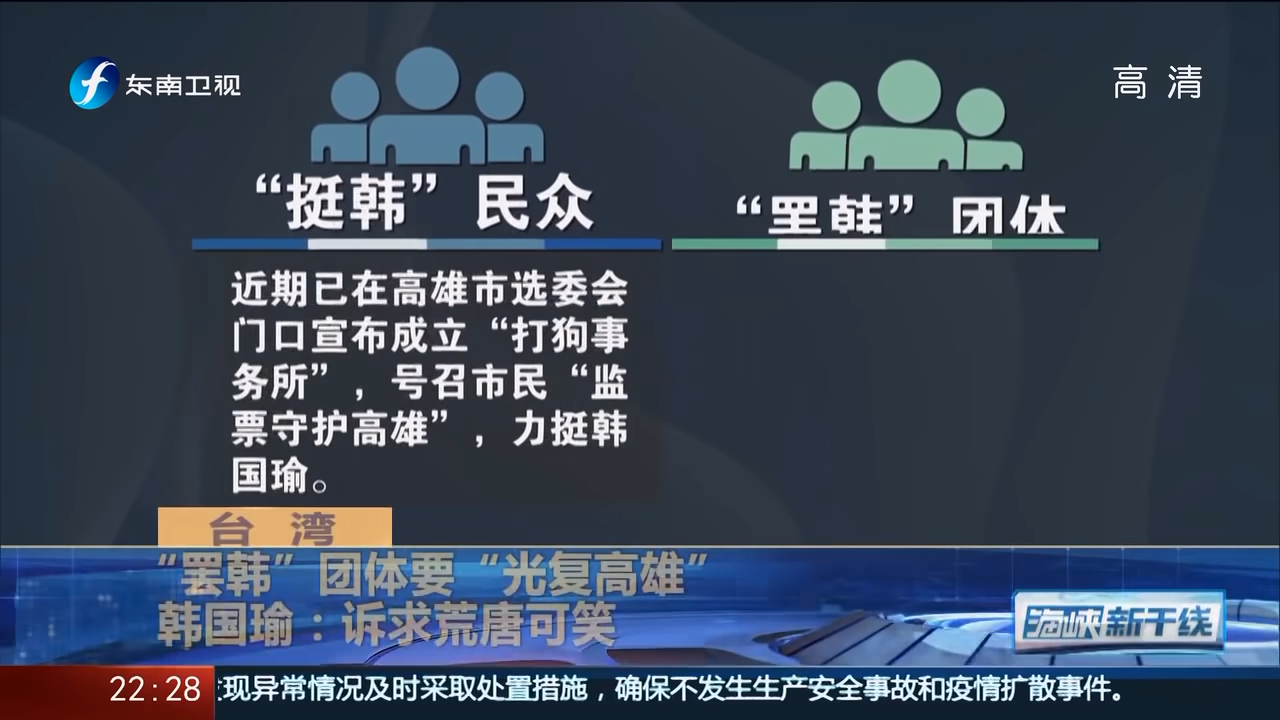 东南卫视
高清
“挺韩”民众
“罢韩”团体
近期已在高雄市选委会
门口宣布成立“打狗事
务所”，号召市民“监
票守护高雄”，力挺韩
国瑜。
台湾
“罢韩”团体要“光复高雄”
韩国瑜：诉求荒唐可笑
海峡新干线
22:28
现异常情况及时采取处置措施，确保不发生生产安全事故和疫情扩散事件。